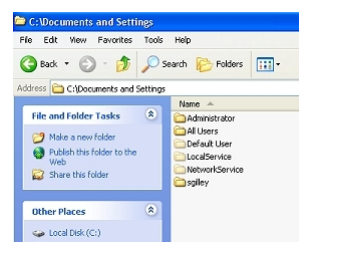 C:\Documents and Settings
File Edit View Favorites Tools Help
Back Search Folders
Address C:\Documents and Settings
Name
File and Folder Tasks
Make a new folder
Publish this folder to the
Web
Share this folder
Other Places
Local Disk (C:)
Administrator
All Users
Default User
LocalService
NetworkService
sgilley